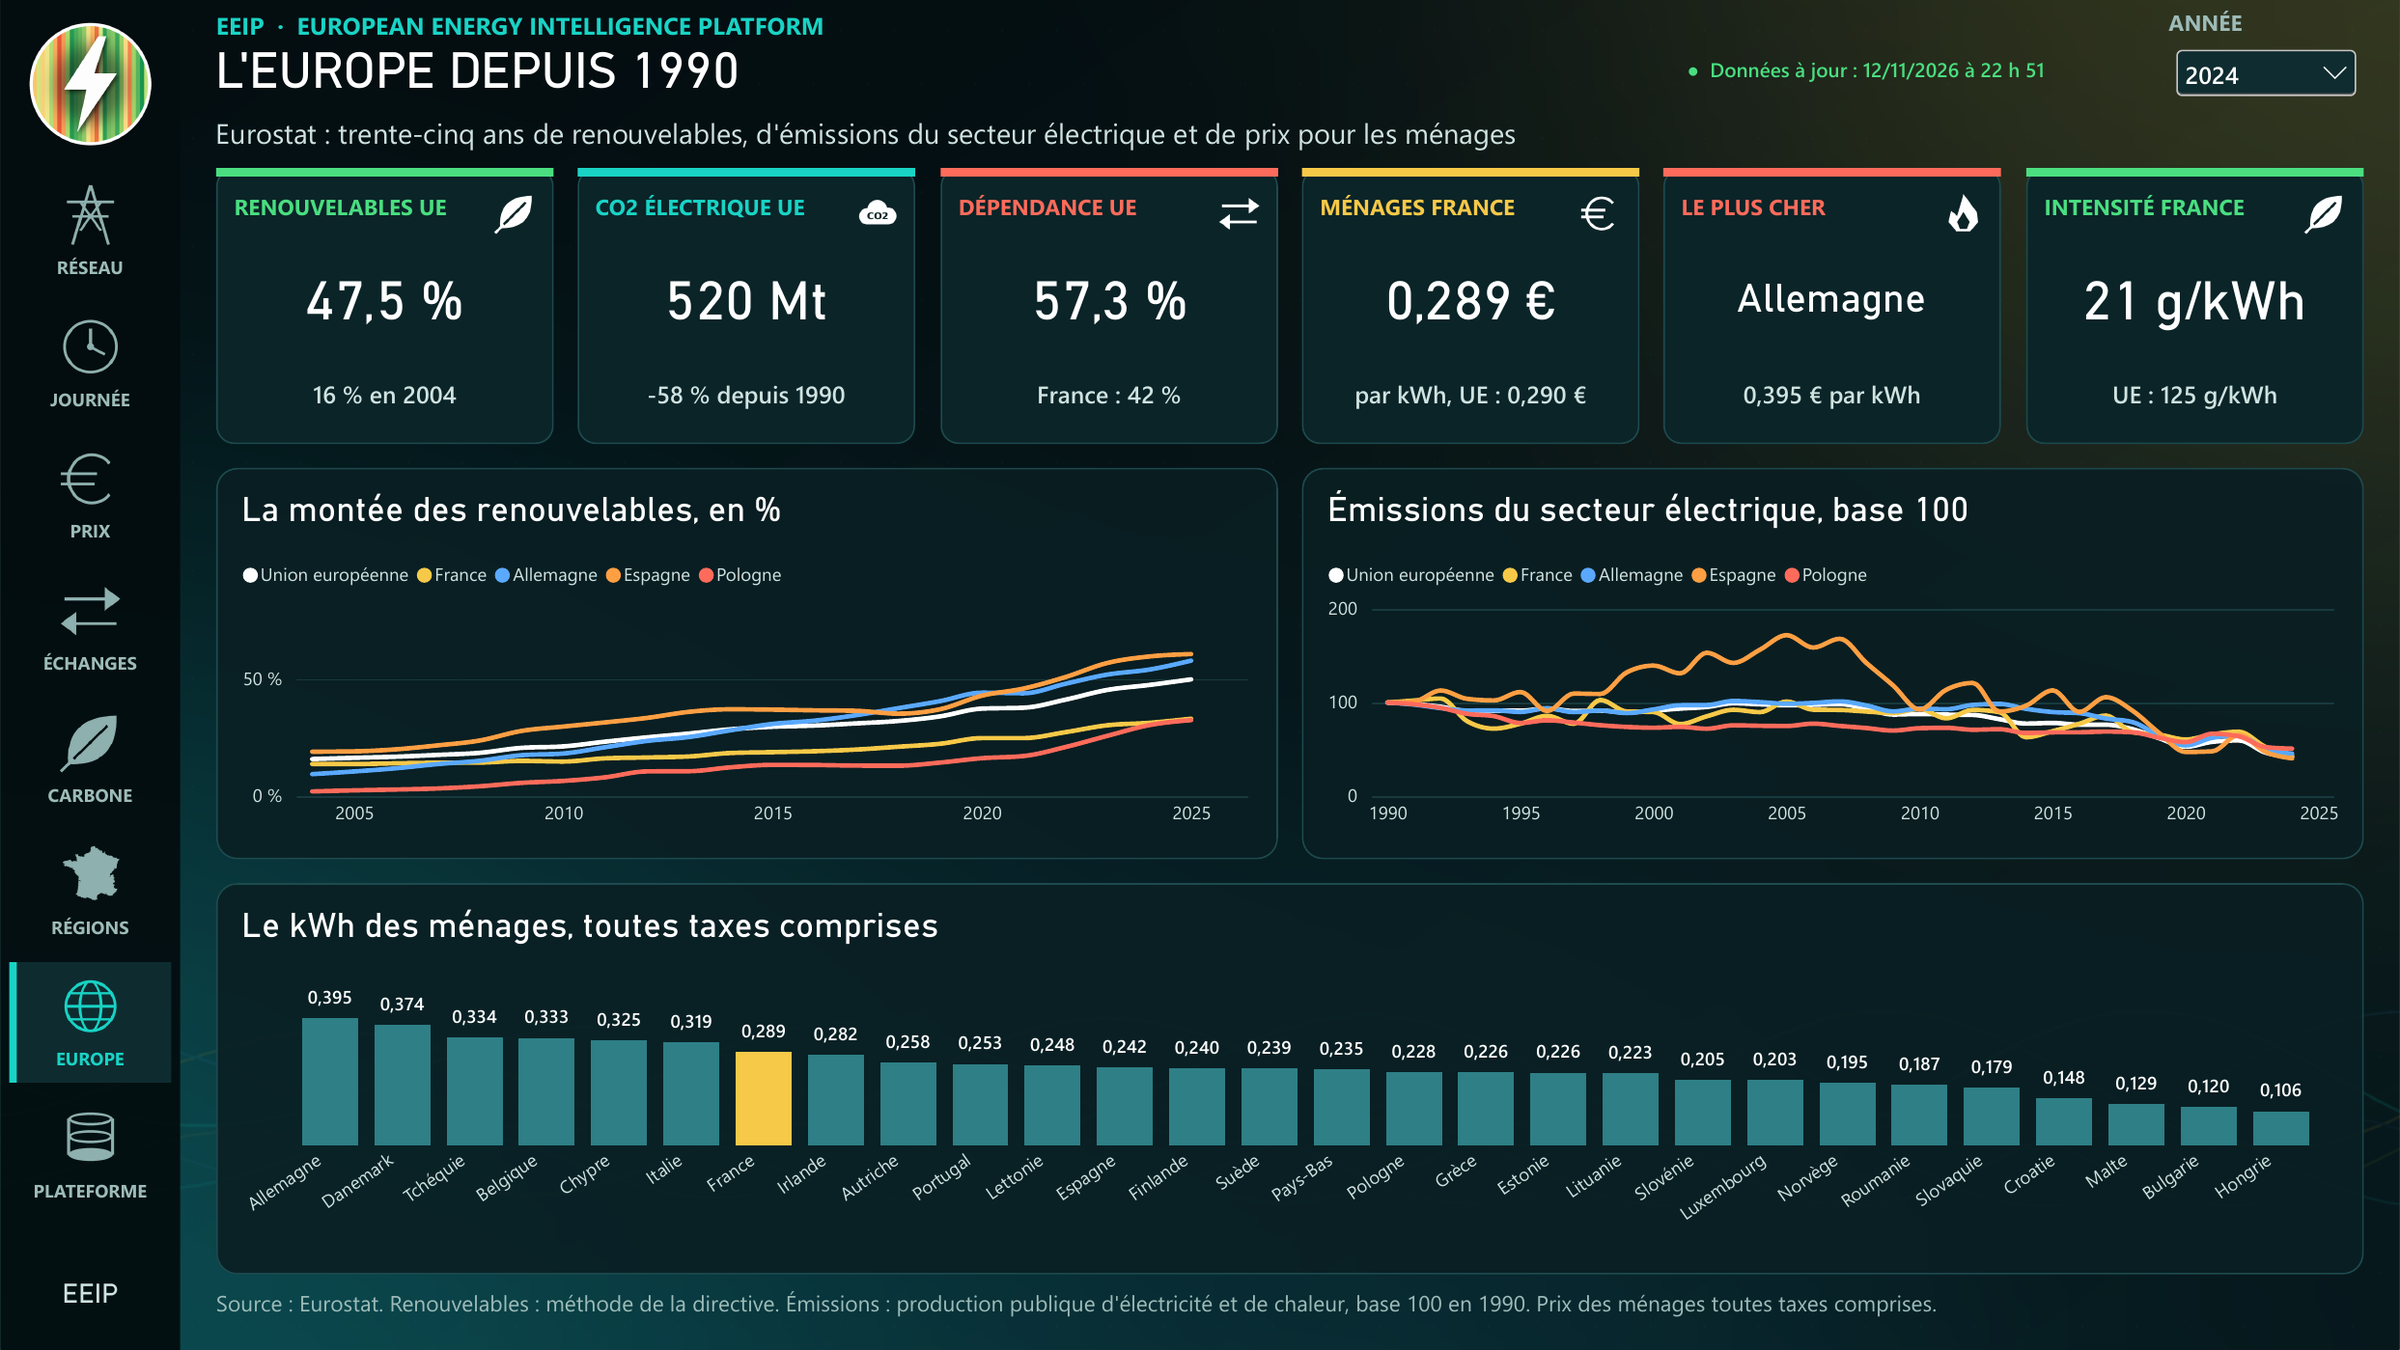 EEIP · EUROPEAN ENERGY INTELLIGENCE PLATFORM
L'EUROPE DEPUIS 1990
Eurostat : trente-cinq ans de renouvelables, d'émissions du secteur électrique et de prix pour les ménages
Données à jour : 12/11/2026 à 22 h 51
ANNÉE
2024
RÉSEAU
JOURNÉE
PRIX
ÉCHANGES
CARBONE
RÉGIONS
EUROPE
PLATEFORME
EEIP
RENOUVELABLES UE
47,5 %
16 % en 2004
CO2 ÉLECTRIQUE UE
CO2
520 Mt
-58 % depuis 1990
DÉPENDANCE UE
57,3 %
France : 42 %
MÉNAGES FRANCE
0,289 €
par kWh, UE : 0,290 €
LE PLUS CHER
Allemagne
0,395 € par kWh
INTENSITÉ FRANCE
21 g/kWh
UE : 125 g/kWh
La montée des renouvelables, en %
Union européenne France Allemagne Espagne Pologne
50 %
0 %
2005 2010 2015 2020 2025
Émissions du secteur électrique, base 100
Union européenne France Allemagne Espagne Pologne
200
100
0
1990 1995 2000 2005 2010 2015 2020 2025
Le kWh des ménages, toutes taxes comprises
0,395 0,374 0,334 0,333 0,325 0,319 0,289 0,282 0,258 0,253 0,248 0,242 0,240 0,239 0,235 0,228 0,226 0,226 0,223 0,205 0,203 0,195 0,187 0,179 0,148 0,129 0,120 0,106
Allemagne Danemark Tchéquie Belgique Chypre Italie France Irlande Autriche Portugal Lettonie Espagne Finlande Suède Pays-Bas Pologne Grèce Estonie Lituanie Slovénie Luxembourg Norvège Roumanie Slovaquie Croatie Malte Bulgarie Hongrie
Source : Eurostat. Renouvelables : méthode de la directive. Émissions : production publique d'électricité et de chaleur, base 100 en 1990. Prix des ménages toutes taxes comprises.